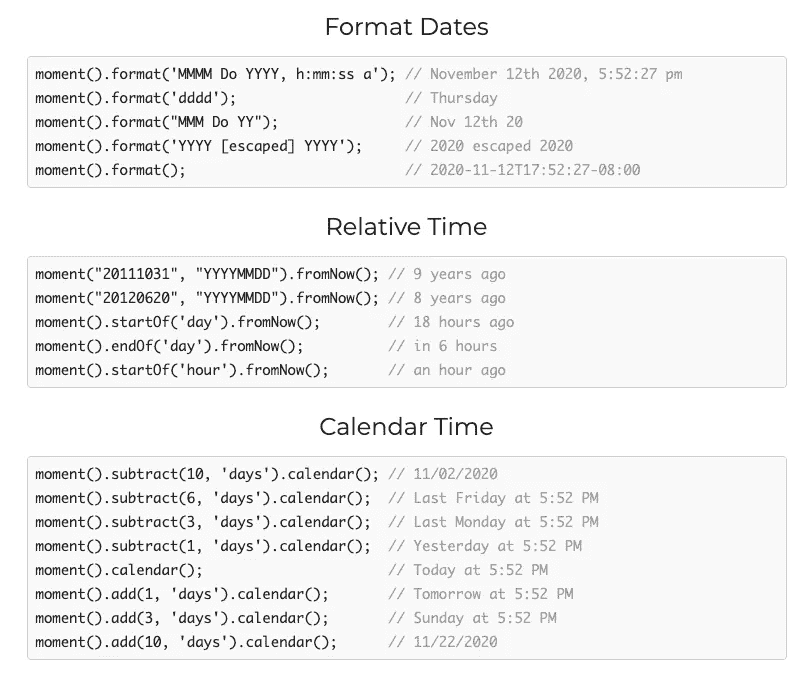 Format Dates
moment().format('MMMM Do YYYY, h:mm:ss a'); // November 12th 2020, 5:52:27 pm
moment().format('dddd'); // Thursday
moment().format("MMM Do YY"); // Nov 12th 20
moment().format('YYYY [escaped] YYYY'); // 2020 escaped 2020
moment().format(); // 2020-11-12T17:52:27-08:00
Relative Time
moment("20111031", "YYYYMMDD").fromNow(); // 9 years ago
moment("20120620", "YYYYMMDD").fromNow(); // 8 years ago
moment().startOf('day').fromNow(); // 18 hours ago
moment().endOf('day').fromNow(); // in 6 hours
moment().startOf('hour').fromNow(); // an hour ago
Calendar Time
moment().subtract(10, 'days').calendar(); // 11/02/2020
moment().subtract(6, 'days').calendar(); // Last Friday at 5:52 PM
moment().subtract(3, 'days').calendar(); // Last Monday at 5:52 PM
moment().subtract(1, 'days').calendar(); // Yesterday at 5:52 PM
moment().calendar(); // Today at 5:52 PM
moment().add(1, 'days').calendar(); // Tomorrow at 5:52 PM
moment().add(3, 'days').calendar(); // Sunday at 5:52 PM
moment().add(10, 'days').calendar(); // 11/22/2020